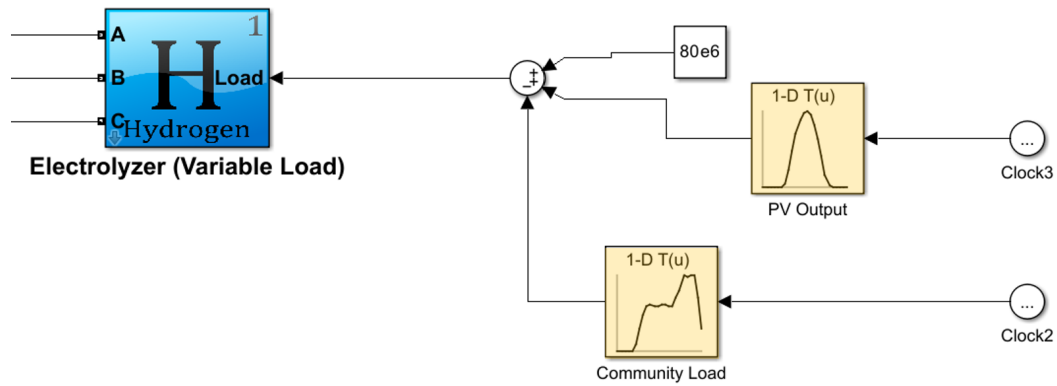 1
A
B
C
H
Load
Hydrogen
Electrolyzer (Variable Load)
+
+
-
80e6
1-D T(u)
PV Output
...
Clock3
1-D T(u)
Community Load
...
Clock2